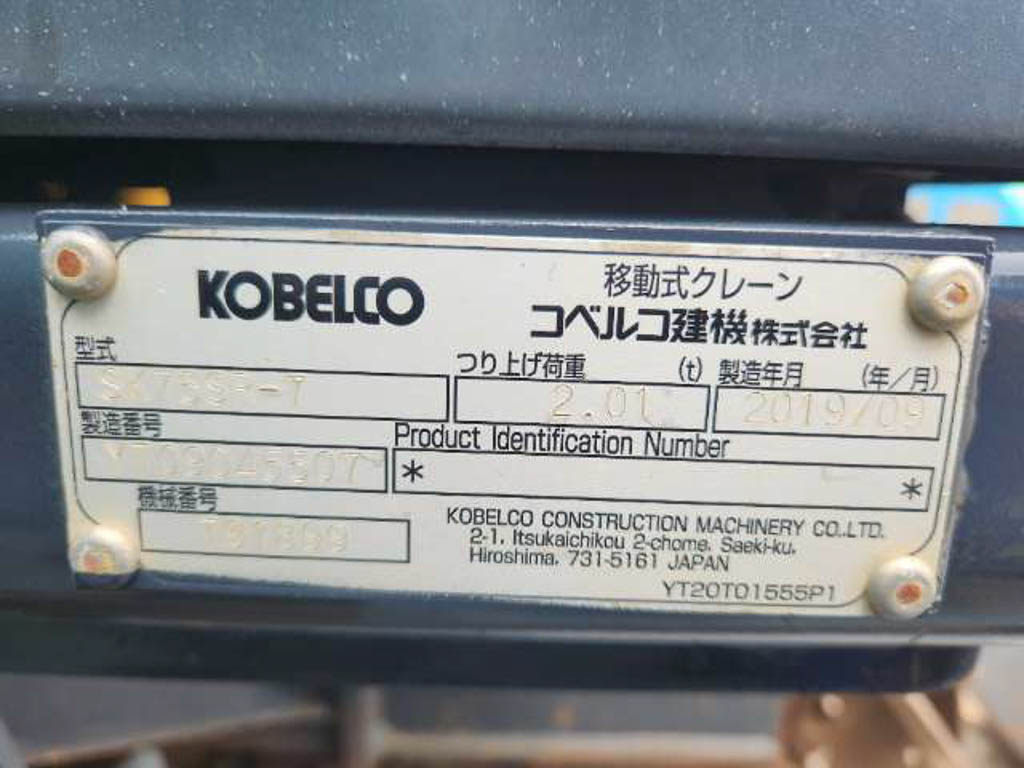 KOBELCO
移動式クレーン
コベルコ建機株式会社
型式
つり上げ荷重 (t)
製造年月 (年/月)
SK75SR-7
2.01t
2019/09
製造番号
Product Identification Number
* *
機械番号
KOBELCO CONSTRUCTION MACHINERY CO.,LTD.
2-1, Itsukaichikou 2-chome, Saeki-ku,
Hiroshima, 731-5161 JAPAN
YT20T01555P1